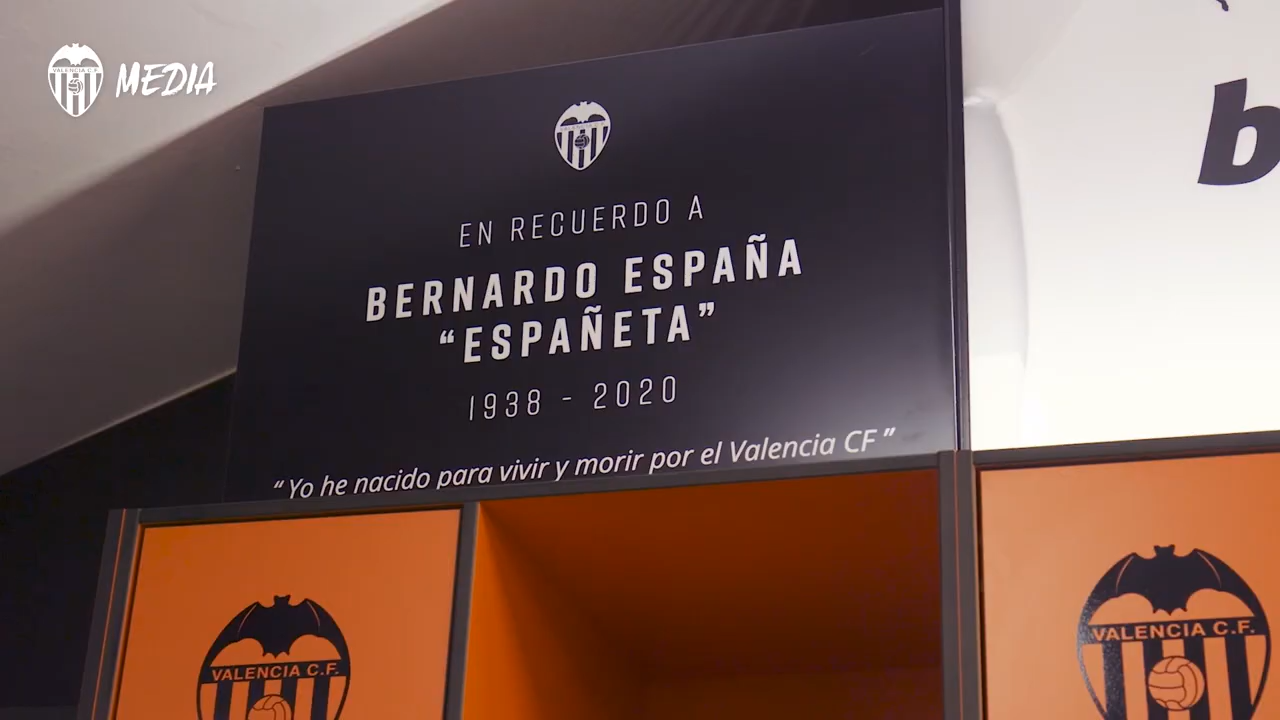 VALENCIA C.F. MEDIA
EN RECUERDO A
BERNARDO ESPAÑA
“ESPAÑETA”
1938 - 2020
“Yo he nacido para vivir y morir por el Valencia CF”
b
VALENCIA C.F.
VALENCIA C.F.